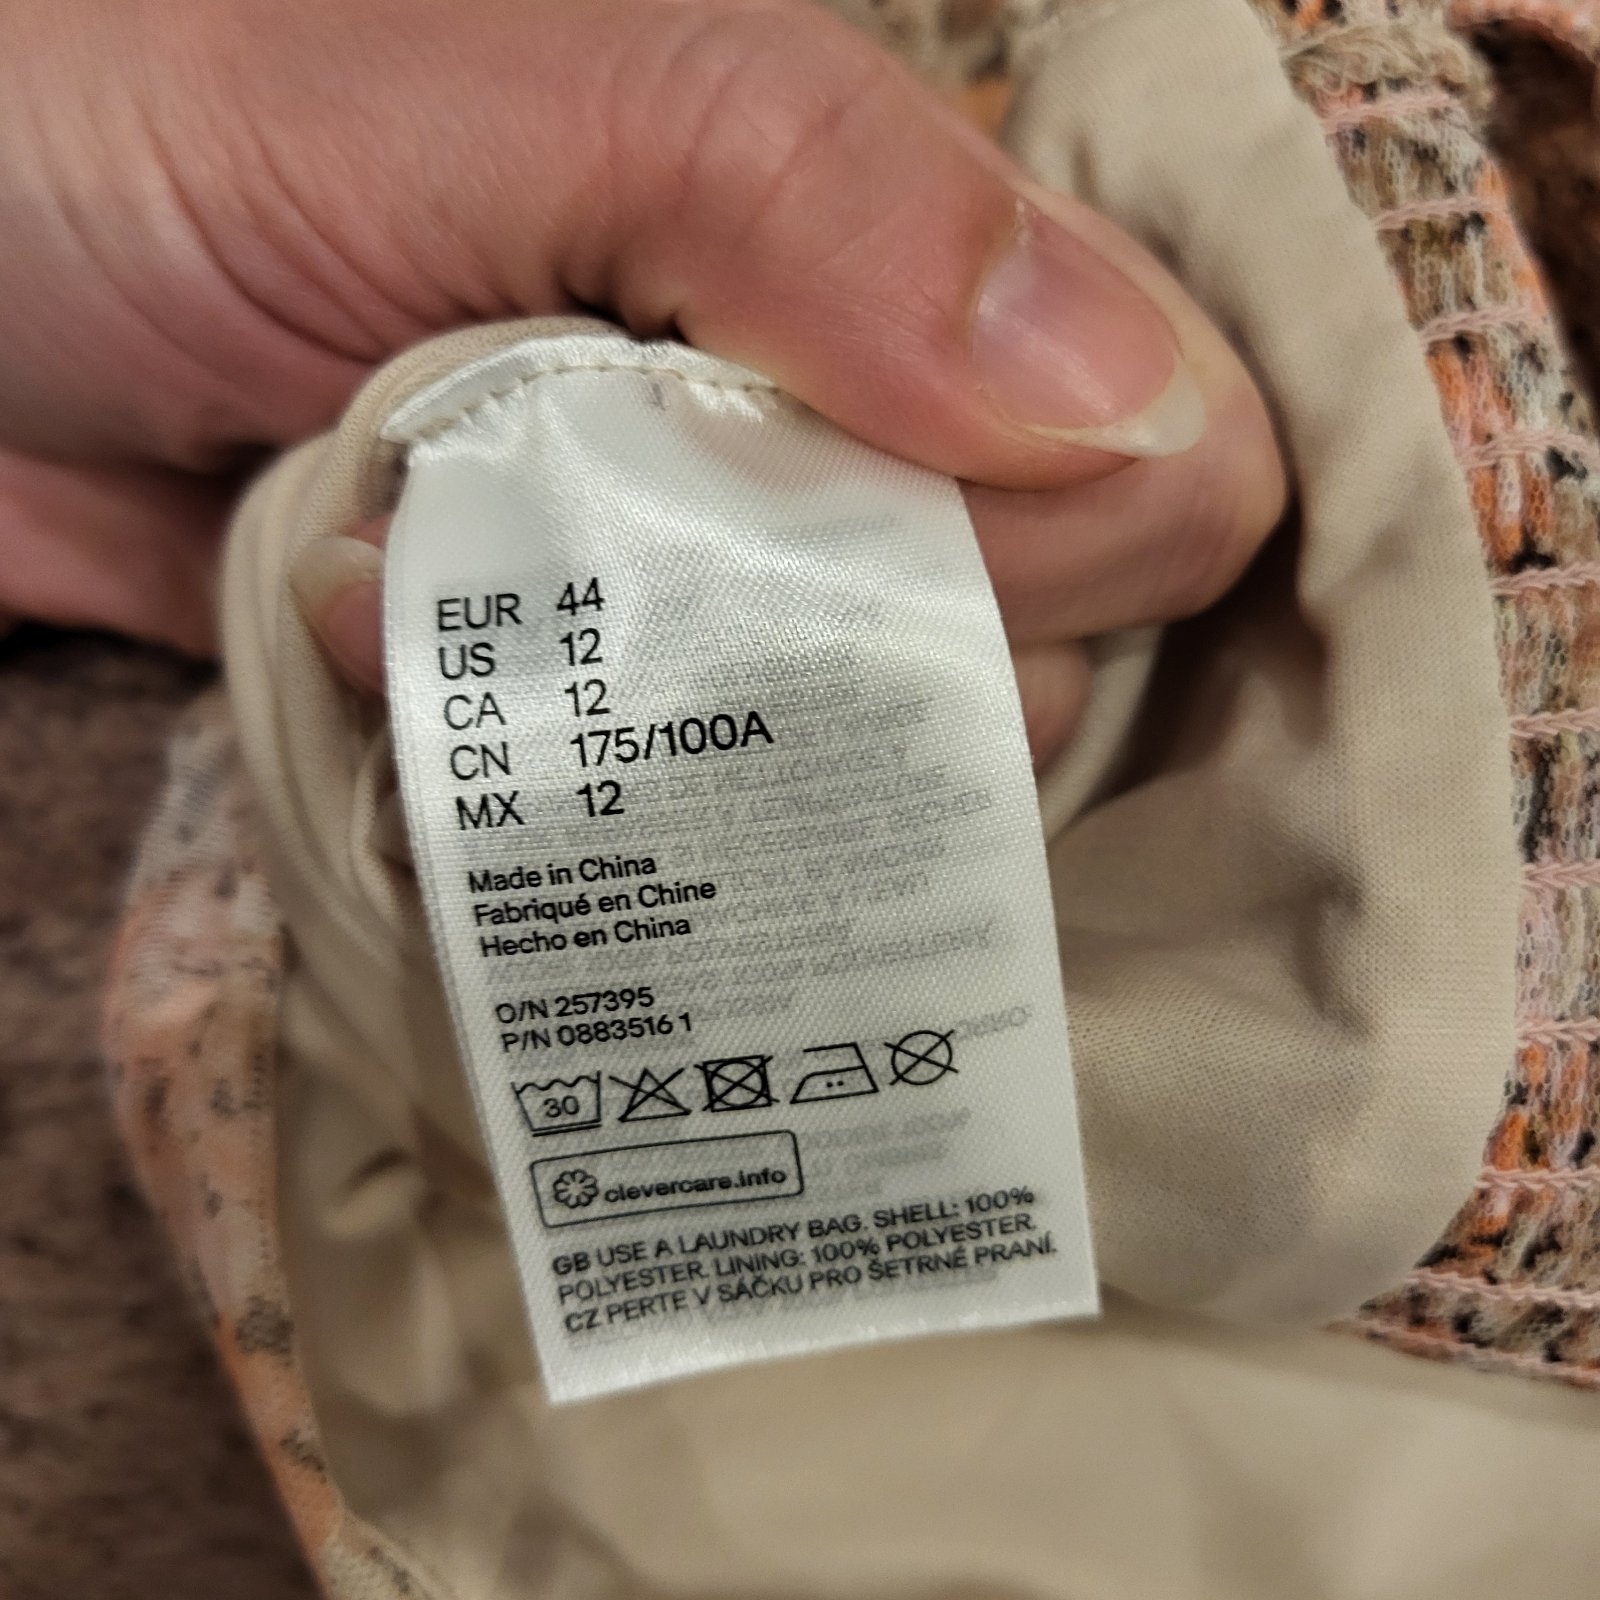 EUR 44
US 12
CA 12
CN 175/100A
MX 12
Made in China
Fabriqué en Chine
Hecho en China
O/N 257395
P/N 0883516 1
30
clevercare.info
GB USE A LAUNDRY BAG. SHELL: 100%
POLYESTER. LINING: 100% POLYESTER.
CZ PERTE V SÁČKU PRO ŠETRNÉ PRANÍ.